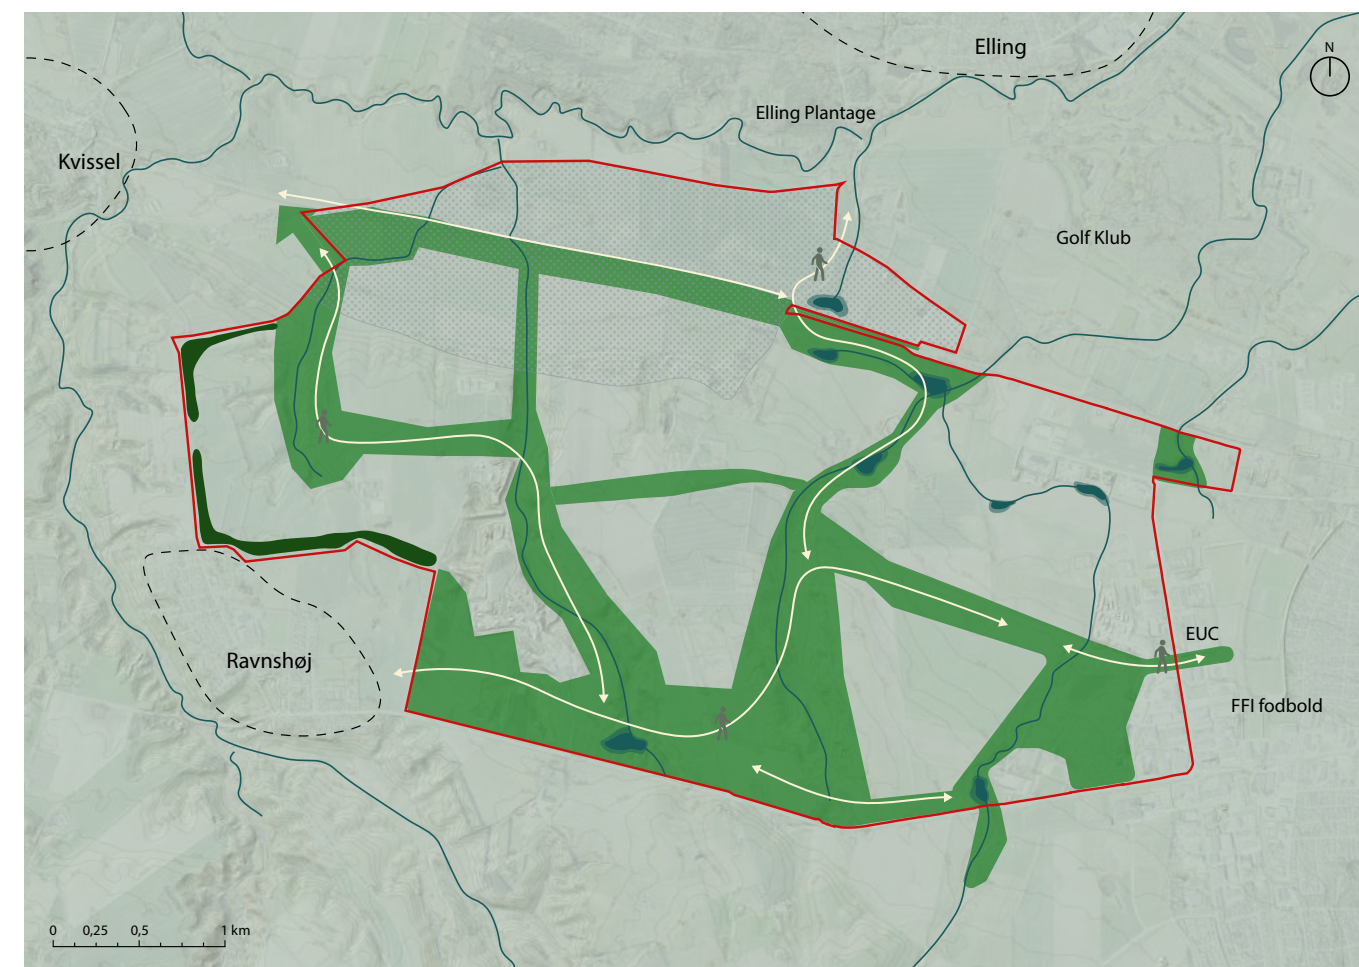 Elling
N
Elling Plantage
Kvissel
Golf Klub
EUC
Ravnshøj
FFI fodbold
0 0,25 0,5 1 km